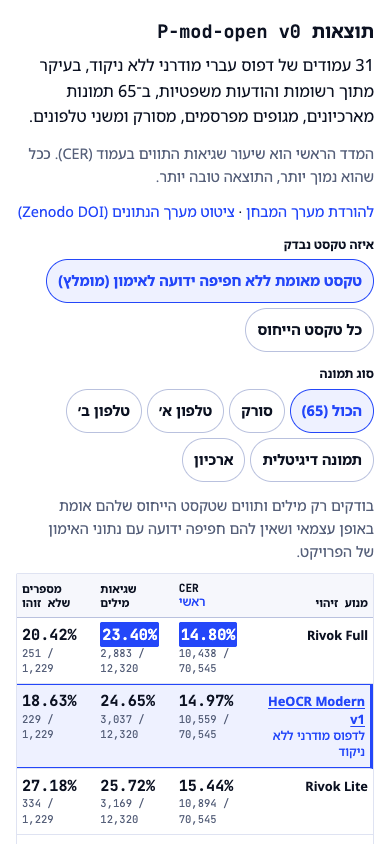 תוצאות P-mod-open v0
31 עמודים של דפוס עברי מודרני ללא ניקוד, בעיקר
מתוך רשומות והודעות משפטיות, ב־65 תמונות
מארכיונים, מגופים מפרסמים, מסורק ומשני טלפונים.
המדד הראשי הוא שיעור שגיאות התווים בעמוד (CER). ככל
שהוא נמוך יותר, התוצאה טובה יותר.
להורדת מערך המבחן · ציטוט מערך הנתונים (Zenodo DOI)
איזה טקסט נבדק
טקסט מאומת ללא חפיפה ידועה לאימון (מומלץ)
כל טקסט הייחוס
סוג תמונה
הכול (65) סורק טלפון א׳ טלפון ב׳
תמונה דיגיטלית ארכיון
בודקים רק מילים ותווים שטקסט הייחוס שלהם אומת
באופן עצמאי ושאין להם חפיפה ידועה עם נתוני האימון
של הפרויקט.
מנוע זיהוי CER שגיאות מספרים
ראשי מילים שלא זוהו
Rivok Full 14.80% 23.40% 20.42%
10,438 / 2,883 / 251 /
70,545 12,320 1,229
HeOCR Modern 14.97% 24.65% 18.63%
v1 10,559 / 3,037 / 229 /
לדפוס מודרני ללא 70,545 12,320 1,229
ניקוד
Rivok Lite 15.44% 25.72% 27.18%
10,894 / 3,169 / 334 /
70,545 12,320 1,229